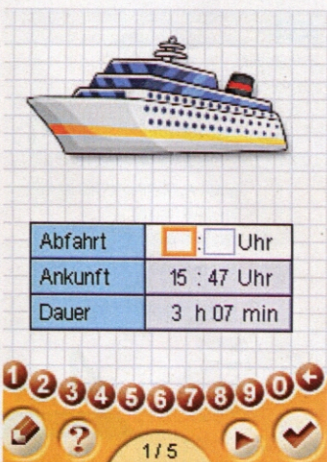 Abfahrt : Uhr
Ankunft 15 : 47 Uhr
Dauer 3 h 07 min
1 2 3 4 5 6 7 8 9 0
?
1/5